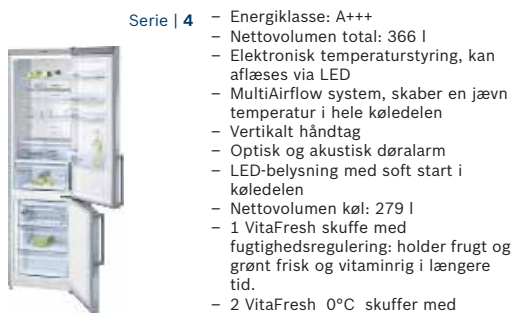 Serie | 4
– Energiklasse: A+++
– Nettovolumen total: 366 l
– Elektronisk temperaturstyring, kan
aflæses via LED
– MultiAirflow system, skaber en jævn
temperatur i hele køledelen
– Vertikalt håndtag
– Optisk og akustisk døralarm
– LED-belysning med soft start i
køledelen
– Nettovolumen køl: 279 l
– 1 VitaFresh skuffe med
fugtighedsregulering: holder frugt og
grønt frisk og vitaminrig i længere
tid.
– 2 VitaFresh 0°C skuffer med